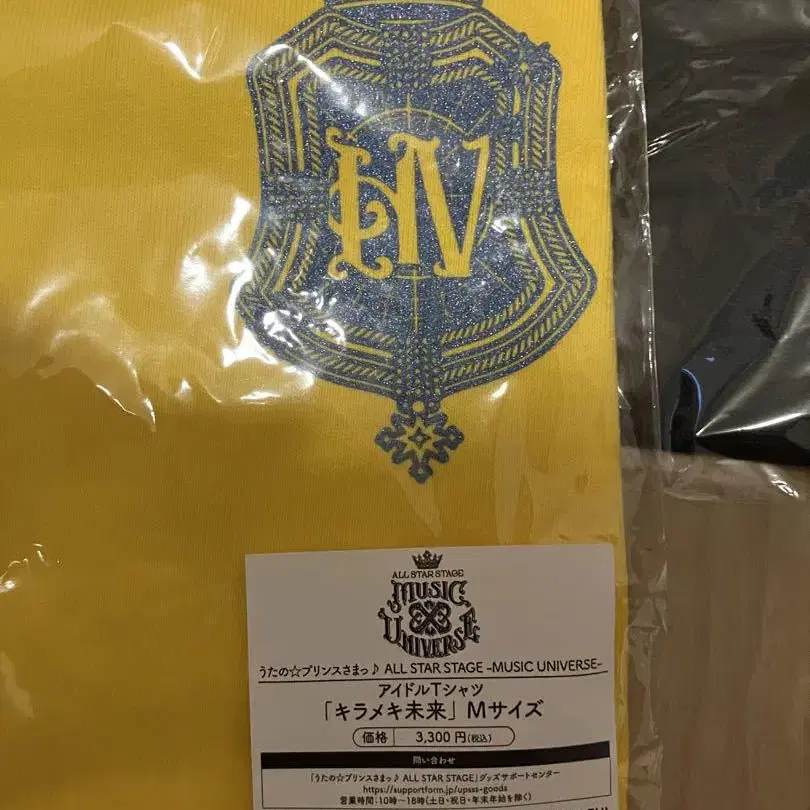 HV
ALL STAR STAGE
MUSIC
UNIVERSE
うたの☆プリンスさまっ♪ ALL STAR STAGE -MUSIC UNIVERSE-
アイドルTシャツ
「キラメキ未来」Mサイズ
価格 3,300円(税込)
問い合わせ
「うたの☆プリンスさまっ♪ ALL STAR STAGE」グッズサポートセンター
https://supportform.jp/upsss-goods
営業時間:10時~18時(土日・祝日・年末年始を除く)